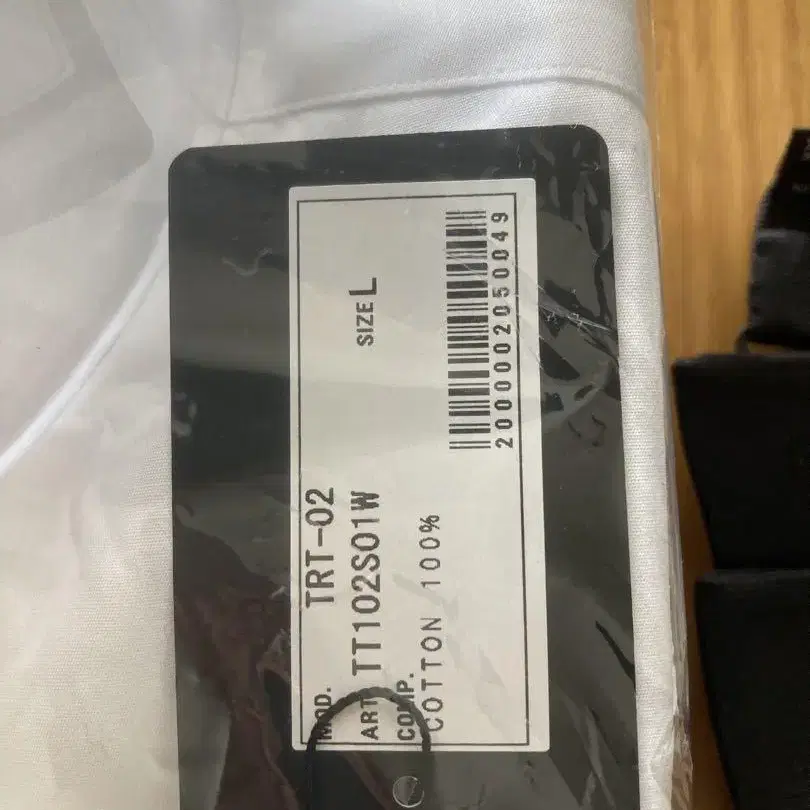 MOD. TRT-02
ART. TT102S01W
COMP.
COTTON 100%
SIZE L
2000002050049